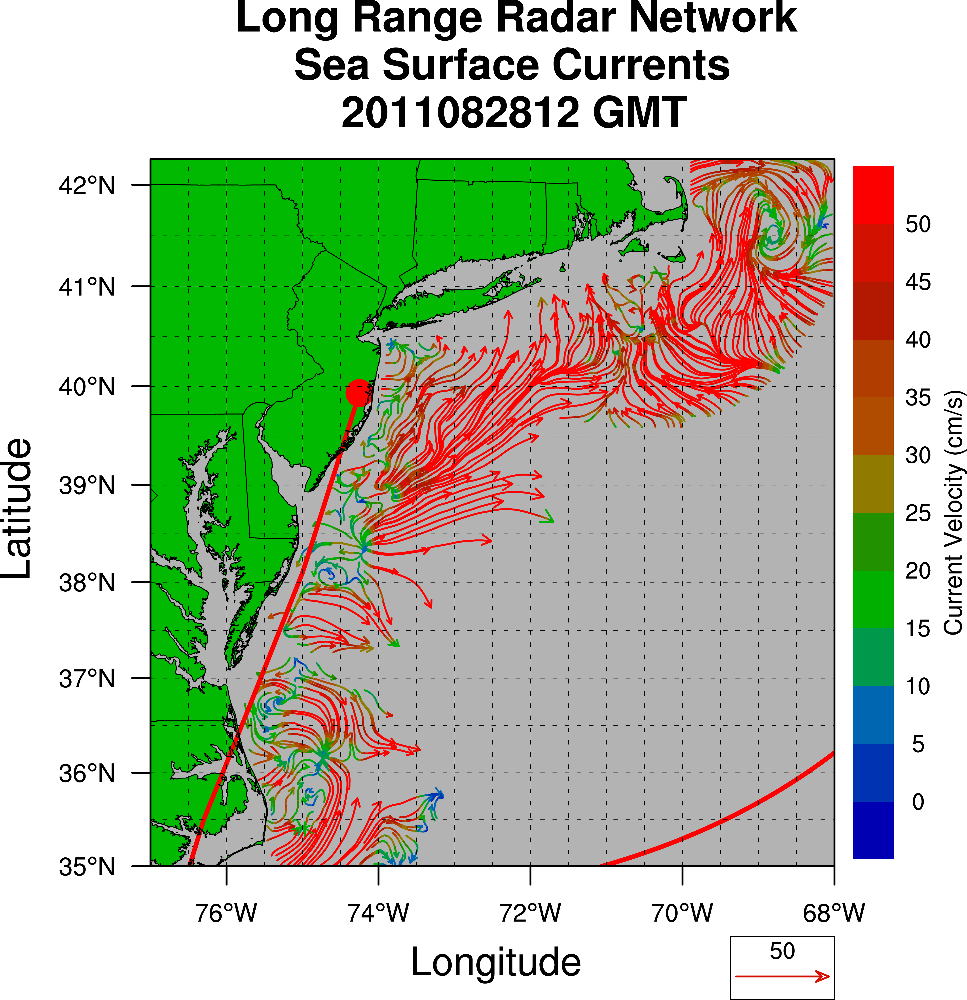 Long Range Radar Network
Sea Surface Currents
2011082812 GMT
42°N
41°N
40°N
39°N
38°N
37°N
36°N
35°N
Latitude
76°W 74°W 72°W 70°W 68°W
Longitude
50
45
40
35
30
25
20
15
10
5
0
Current Velocity (cm/s)
50